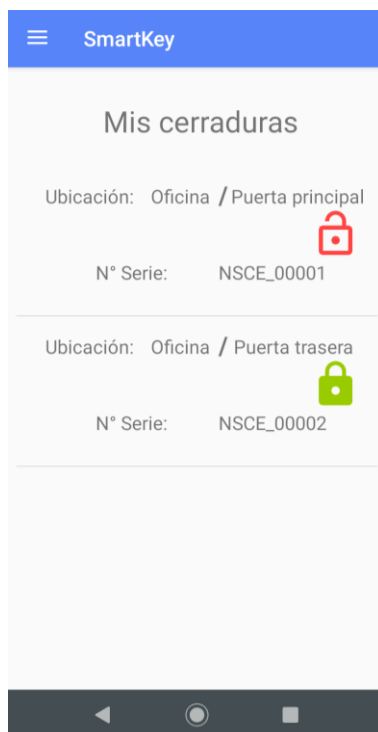 SmartKey
Mis cerraduras
Ubicación: Oficina / Puerta principal
N° Serie: NSCE_00001
Ubicación: Oficina / Puerta trasera
N° Serie: NSCE_00002